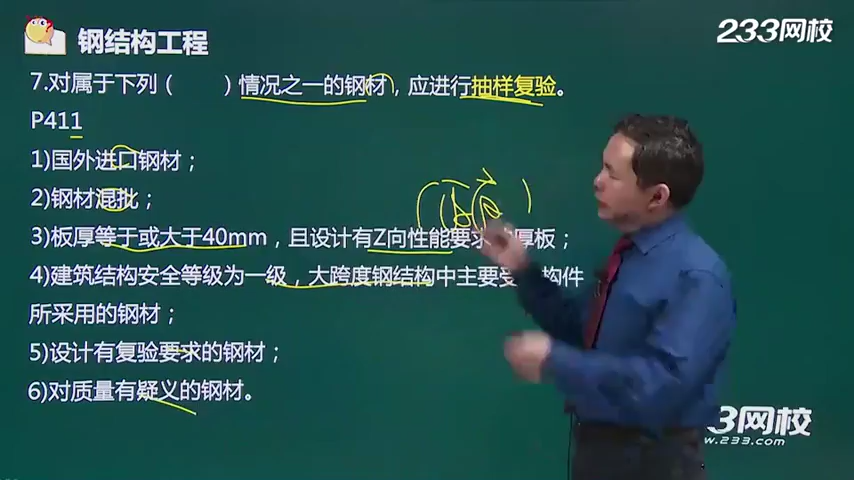 钢结构工程
233网校
7.对属于下列（ ）情况之一的钢材，应进行抽样复验。
P411
1)国外进口钢材；
2)钢材混批；
3)板厚等于或大于40mm，且设计有Z向性能要求 厚板；
4)建筑结构安全等级为一级，大跨度钢结构中主要受 构件
所采用的钢材；
5)设计有复验要求的钢材；
6)对质量有疑义的钢材。
3网校
w.233.com